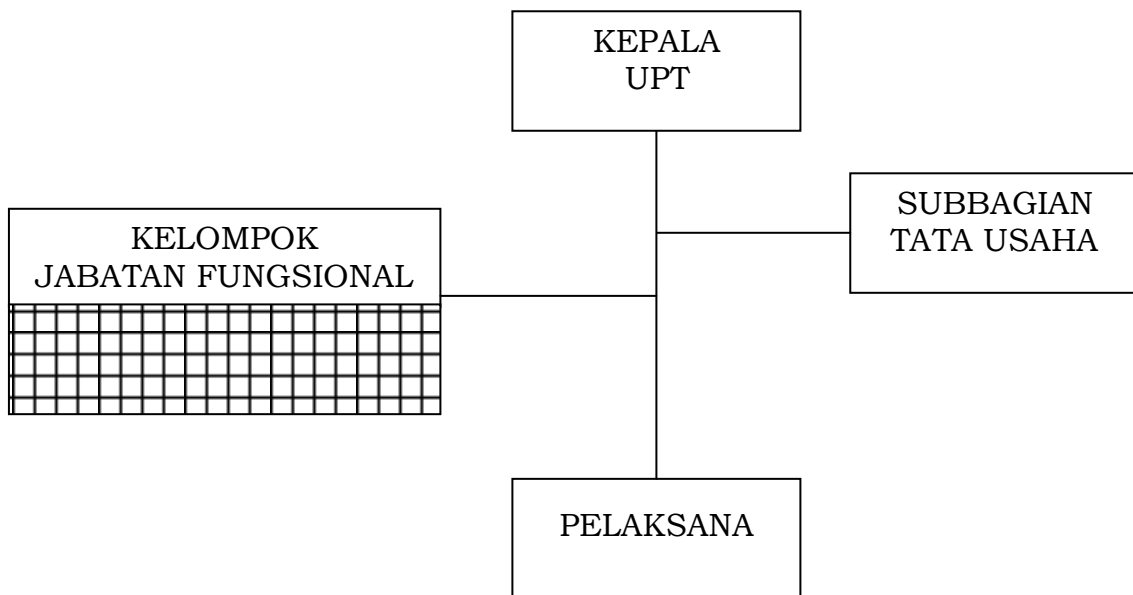 KEPALA
UPT
SUBBAGIAN
TATA USAHA
KELOMPOK
JABATAN FUNGSIONAL
PELAKSANA